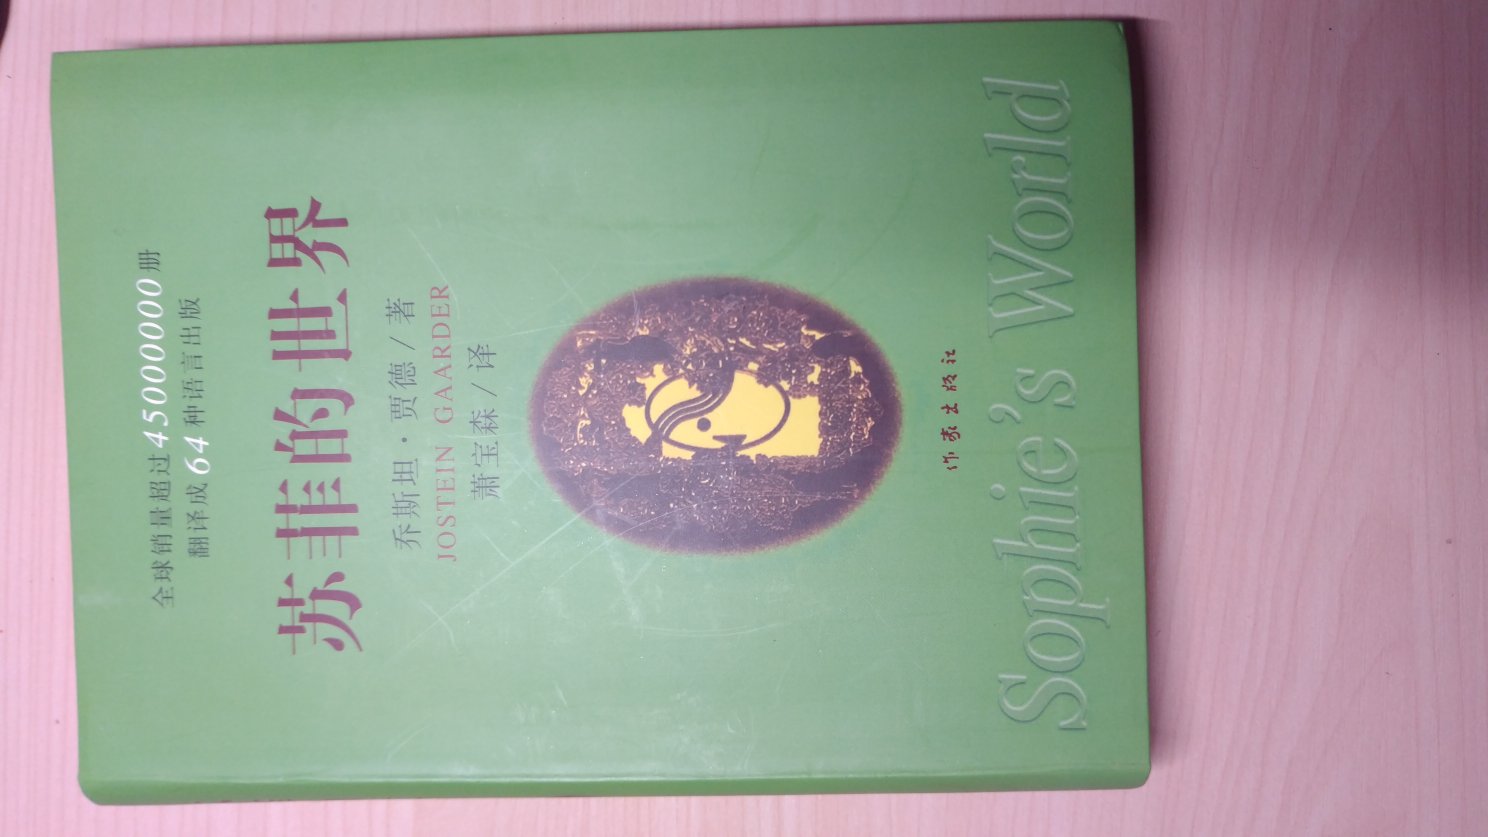 全球销量超过45000000册
翻译成64种语言出版
苏菲的世界
乔斯坦·贾德/著
JOSTEIN GAARDER
萧宝森/译
作家出版社
Sophie's World